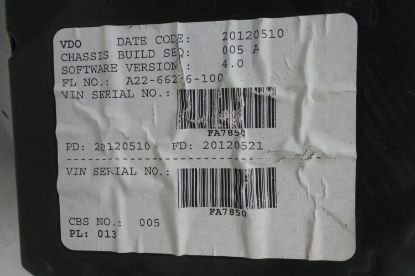 VDO DATE CODE: 20120510
CHASSIS BUILD SEQ: 005 A
SOFTWARE VERSION : 4.0
FL NO.: A22-66236-100
VIN SERIAL NO.:
FA7850
PD: 20120510 FD: 20120521
VIN SERIAL NO.:
FA7850
CBS NO.: 005
PL: 013